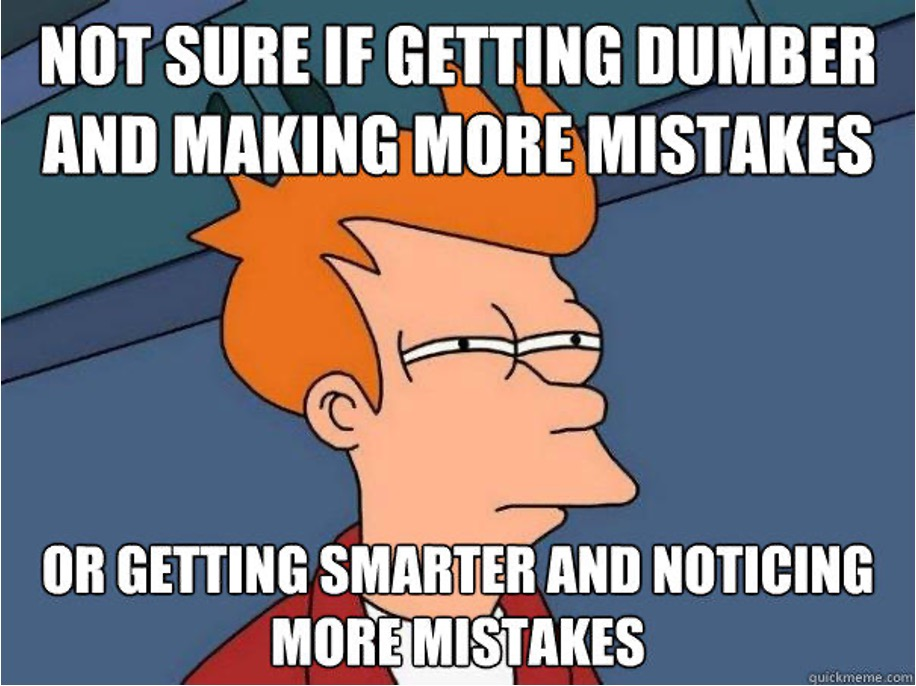 NOT SURE IF GETTING DUMBER
AND MAKING MORE MISTAKES
OR GETTING SMARTER AND NOTICING
MORE MISTAKES
quickmeme.com